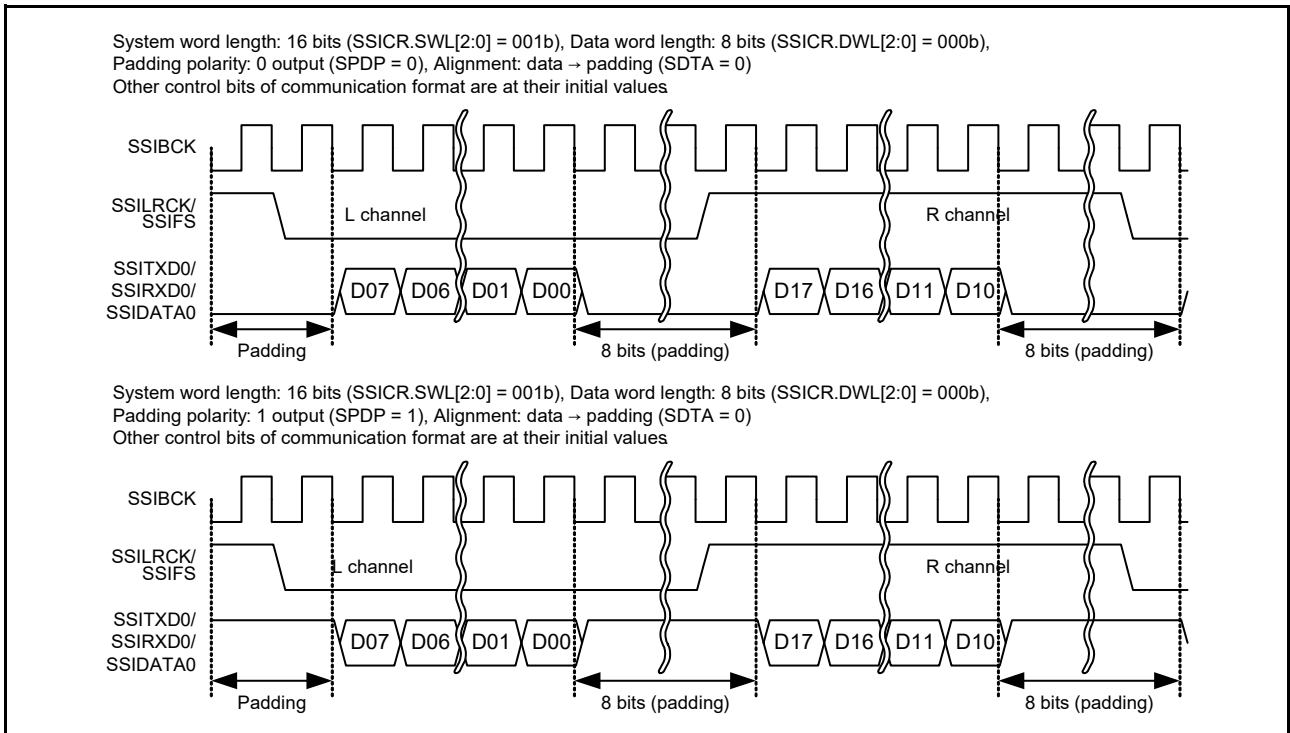 System word length: 16 bits (SSICR.SWL[2:0] = 001b), Data word length: 8 bits (SSICR.DWL[2:0] = 000b),
Padding polarity: 0 output (SPDP = 0), Alignment: data → padding (SDTA = 0)
Other control bits of communication format are at their initial values.
SSIBCK
SSILRCK/
SSIFS
L channel
R channel
SSITXD0/
SSIRXD0/
SSIDATA0
D07 D06 D01 D00 D17 D16 D11 D10
Padding 8 bits (padding) 8 bits (padding)
System word length: 16 bits (SSICR.SWL[2:0] = 001b), Data word length: 8 bits (SSICR.DWL[2:0] = 000b),
Padding polarity: 1 output (SPDP = 1), Alignment: data → padding (SDTA = 0)
Other control bits of communication format are at their initial values.
SSIBCK
SSILRCK/
SSIFS
L channel
R channel
SSITXD0/
SSIRXD0/
SSIDATA0
D07 D06 D01 D00 D17 D16 D11 D10
Padding 8 bits (padding) 8 bits (padding)